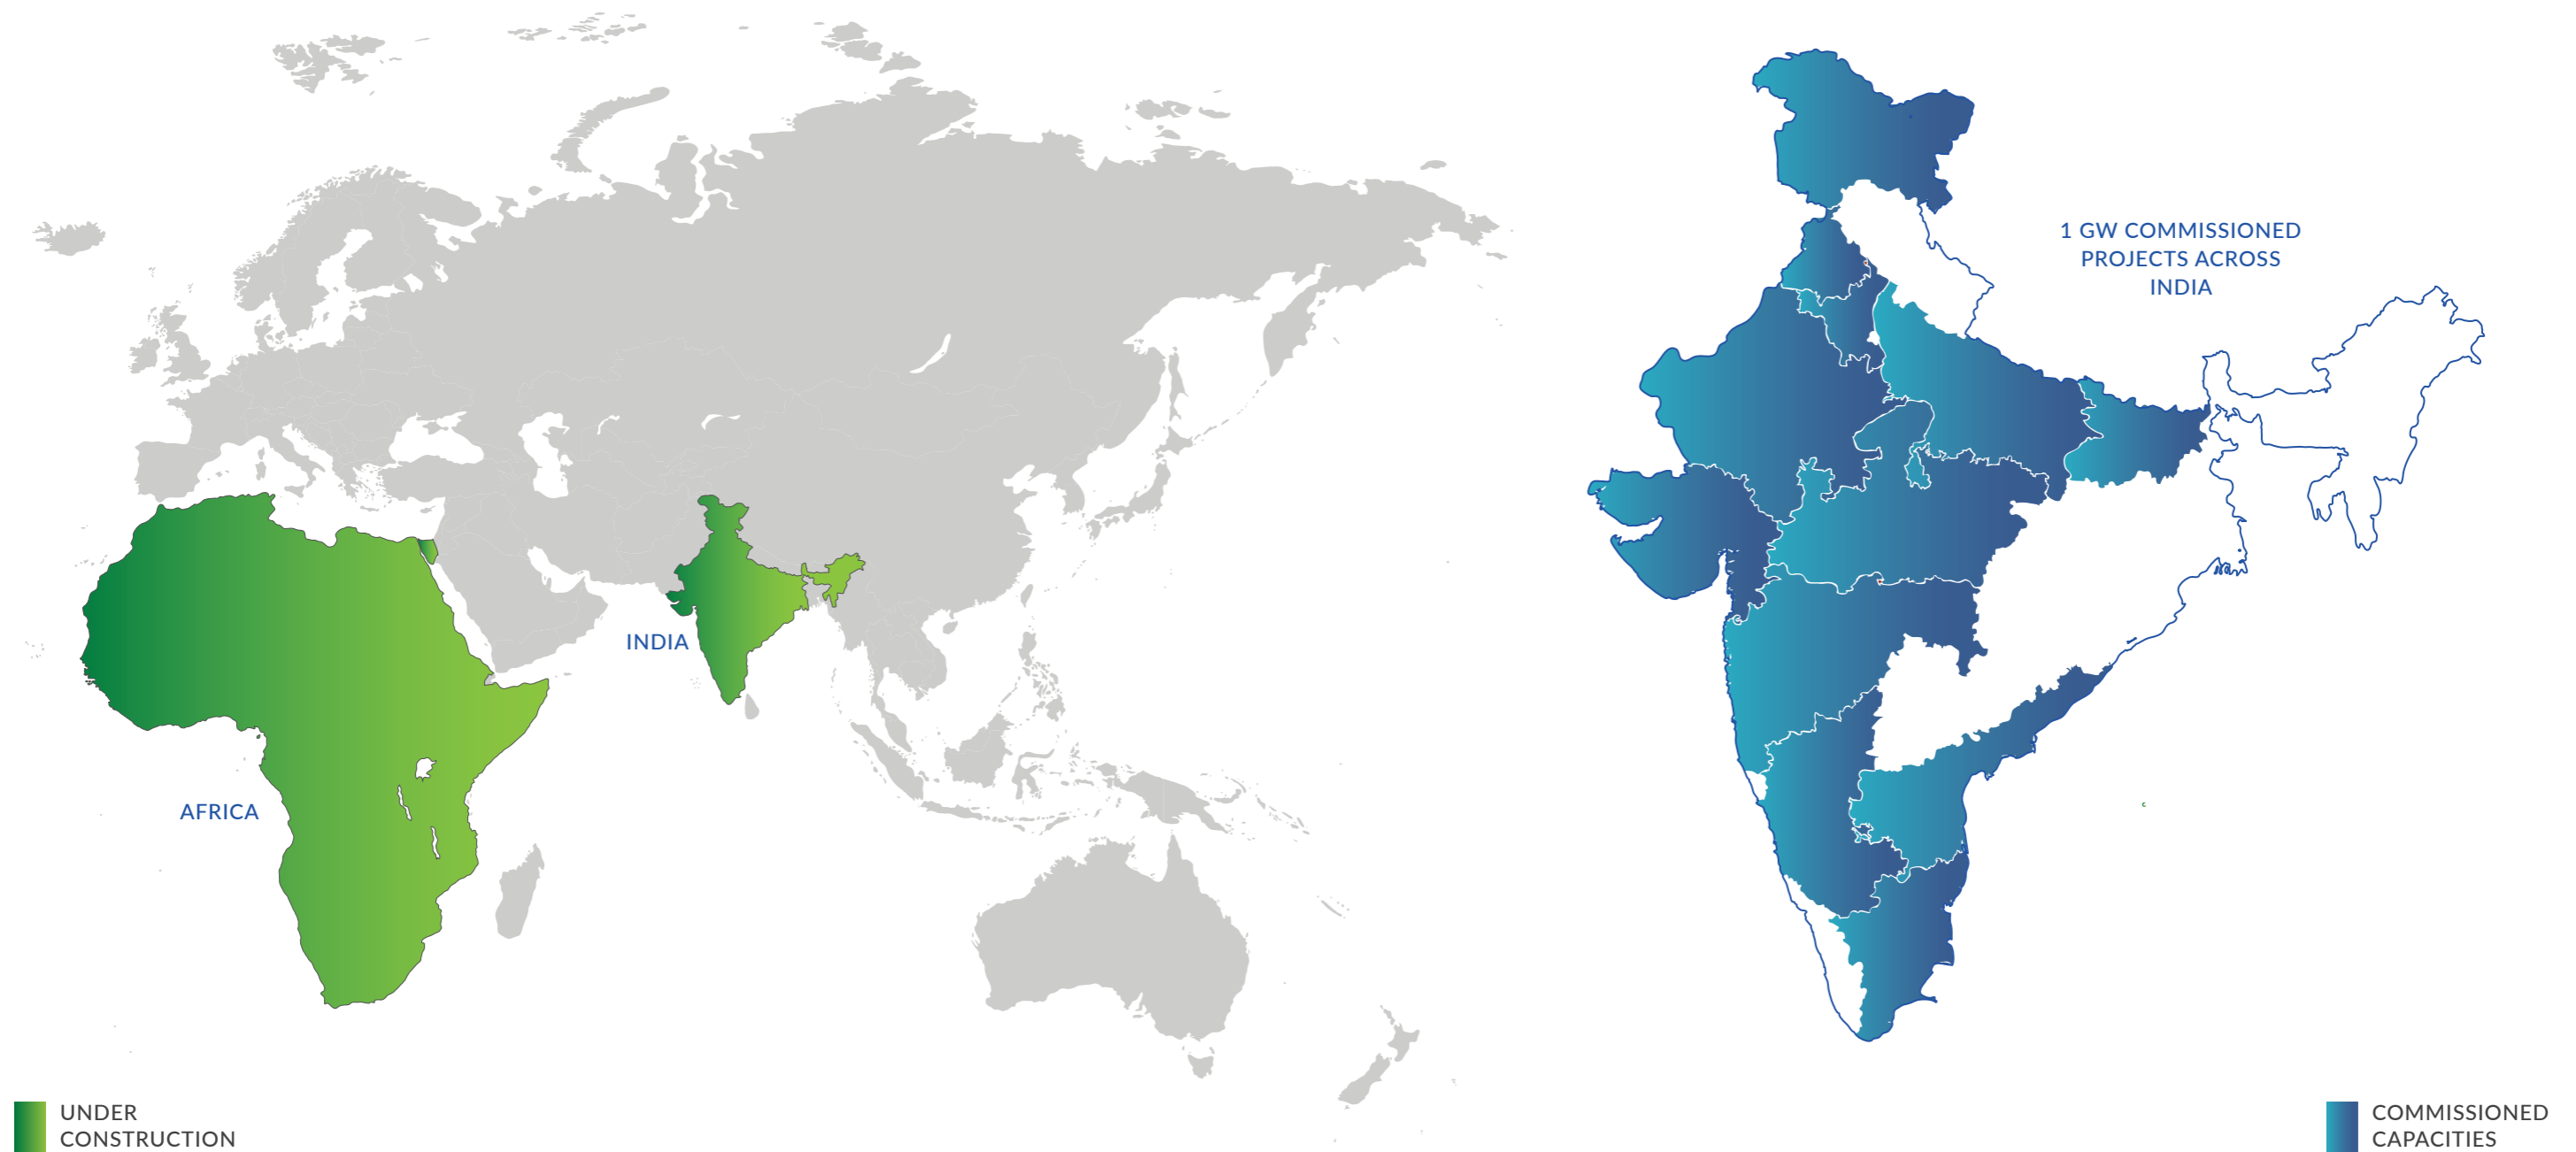 1 GW COMMISSIONED
PROJECTS ACROSS
INDIA
INDIA
AFRICA
UNDER
CONSTRUCTION
COMMISSIONED
CAPACITIES